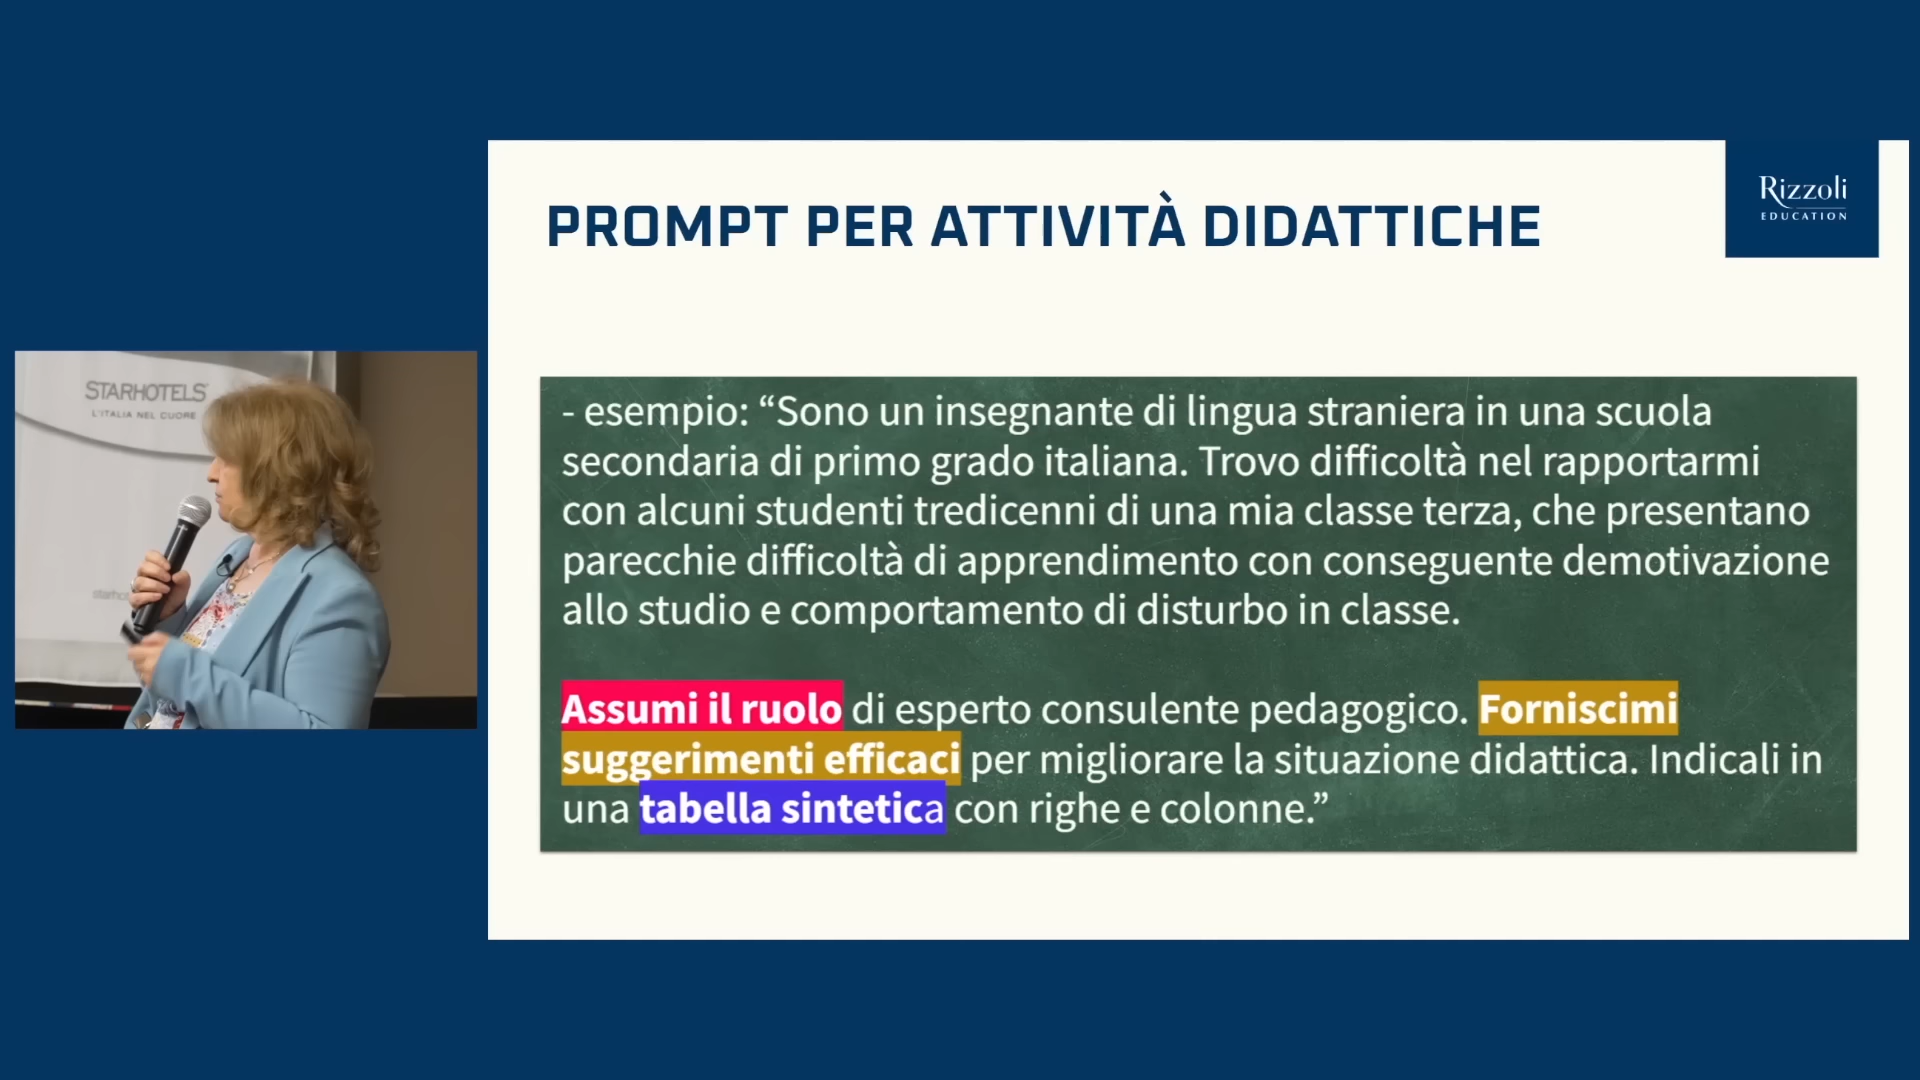 STARHOTELS
L'ITALIA NEL CUORE
starho
Rizzoli
EDUCATION
PROMPT PER ATTIVITÀ DIDATTICHE
- esempio: “Sono un insegnante di lingua straniera in una scuola
secondaria di primo grado italiana. Trovo difficoltà nel rapportarmi
con alcuni studenti tredicenni di una mia classe terza, che presentano
parecchie difficoltà di apprendimento con conseguente demotivazione
allo studio e comportamento di disturbo in classe.
Assumi il ruolo di esperto consulente pedagogico. Forniscimi
suggerimenti efficaci per migliorare la situazione didattica. Indicali in
una tabella sintetica con righe e colonne.”